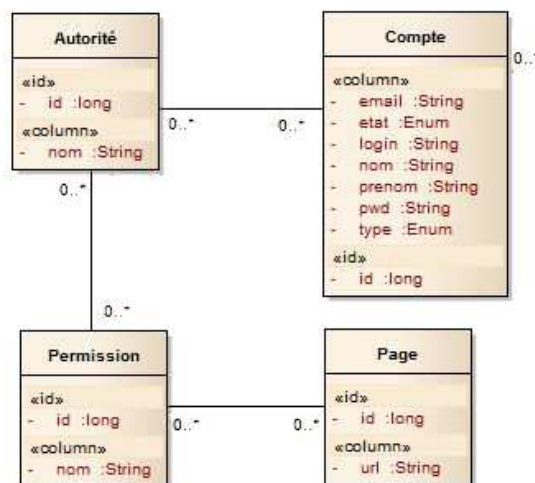 Autorité
«id»
- id :long
«column»
- nom :String
0..*
0..*
0..*
Compte
«column»
- email :String
- etat :Enum
- login :String
- nom :String
- prenom :String
- pwd :String
- type :Enum
«id»
- id :long
0..*
Permission
«id»
- id :long
«column»
- nom :String
0..*
0..*
Page
«id»
- id :long
«column»
- url :String